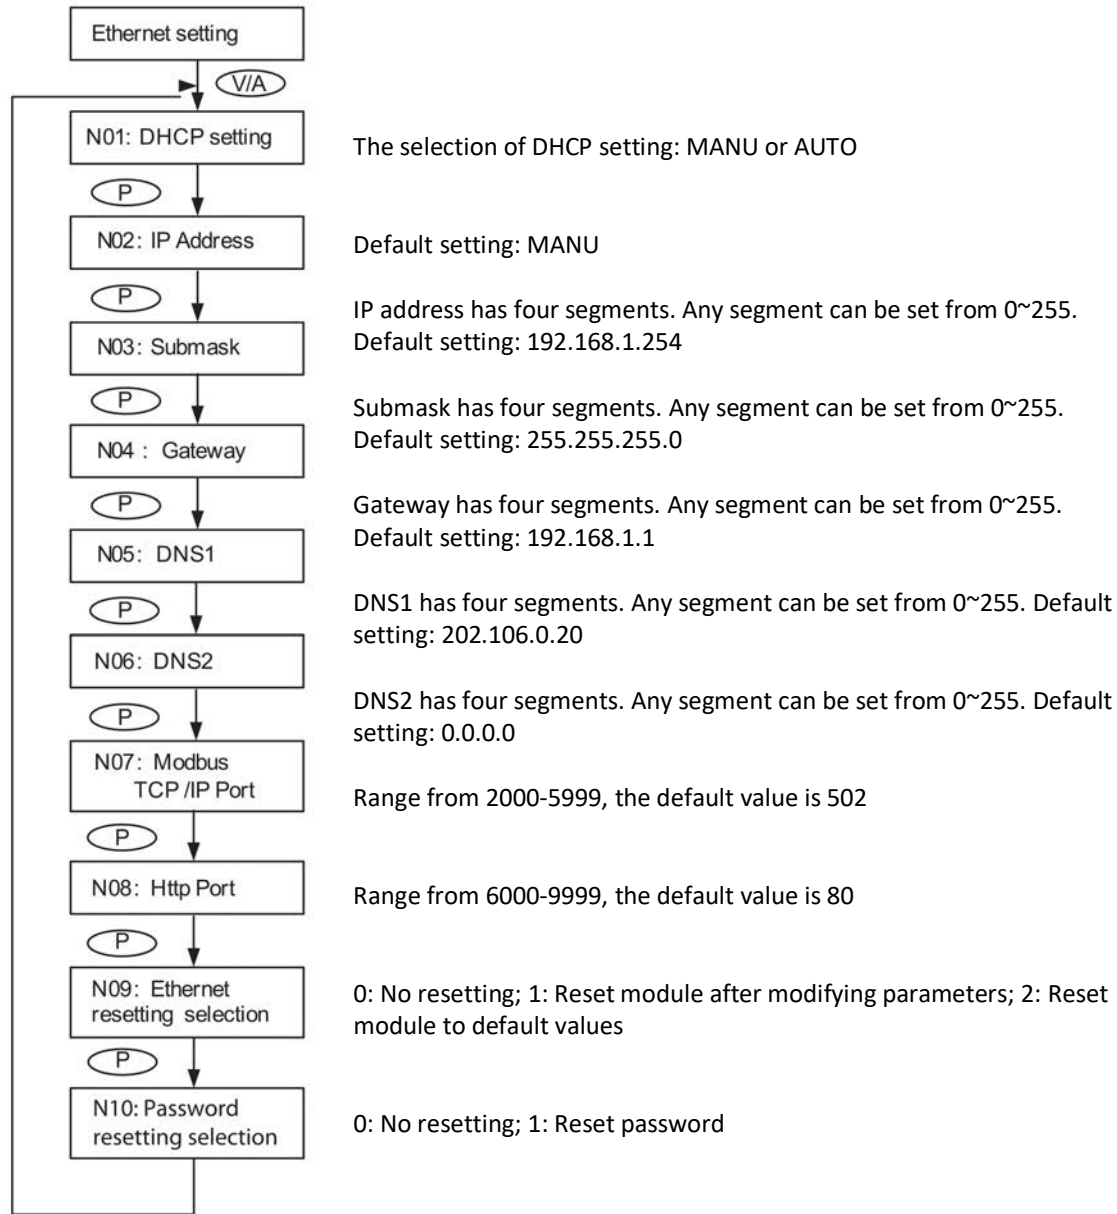 Ethernet setting
V/A
N01: DHCP setting
The selection of DHCP setting: MANU or AUTO
P
N02: IP Address
Default setting: MANU
P
IP address has four segments. Any segment can be set from 0~255.
Default setting: 192.168.1.254
N03: Submask
P
Submask has four segments. Any segment can be set from 0~255.
Default setting: 255.255.255.0
N04 : Gateway
P
Gateway has four segments. Any segment can be set from 0~255.
Default setting: 192.168.1.1
N05: DNS1
P
DNS1 has four segments. Any segment can be set from 0~255. Default
setting: 202.106.0.20
N06: DNS2
P
DNS2 has four segments. Any segment can be set from 0~255. Default
setting: 0.0.0.0
N07: Modbus
TCP /IP Port
Range from 2000-5999, the default value is 502
P
N08: Http Port
Range from 6000-9999, the default value is 80
P
N09: Ethernet
resetting selection
0: No resetting; 1: Reset module after modifying parameters; 2: Reset
module to default values
P
N10: Password
resetting selection
0: No resetting; 1: Reset password